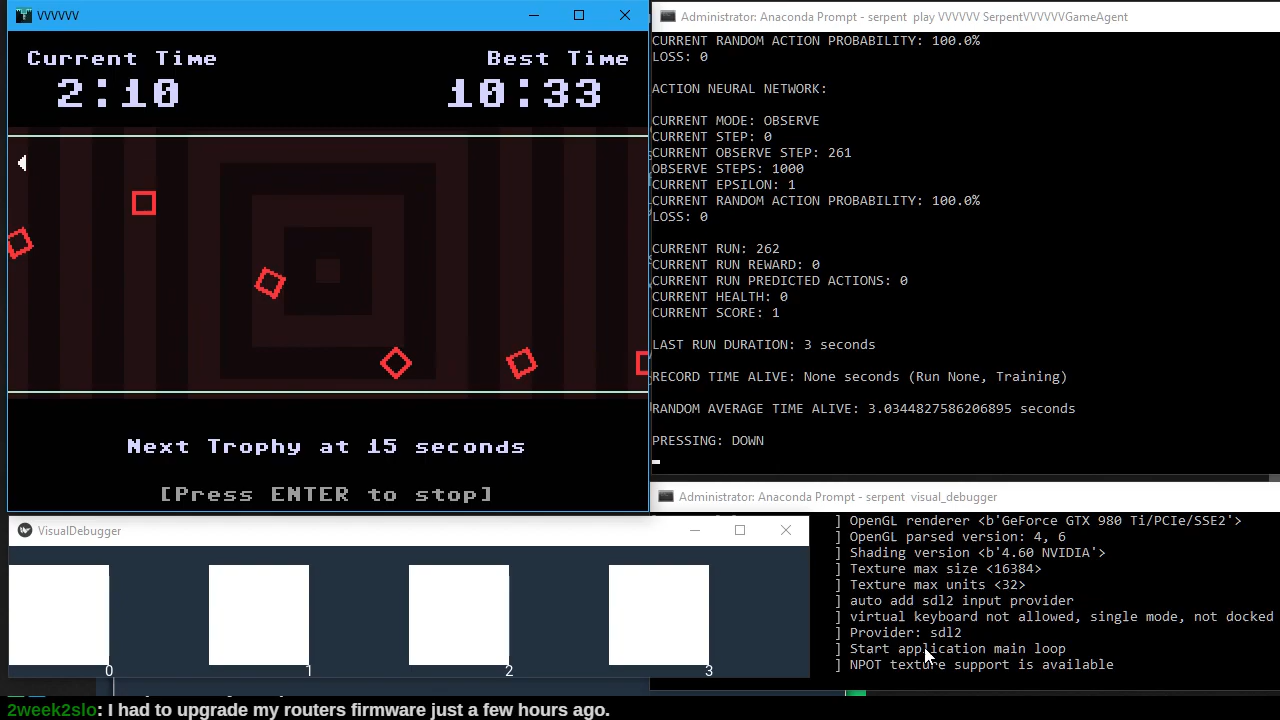 VVVVVV
Current Time
Best Time
2:10
10:33
Next Trophy at 15 seconds
[Press ENTER to stop]
Administrator: Anaconda Prompt - serpent  play VVVVVV SerpentVVVVVVGameAgent
CURRENT RANDOM ACTION PROBABILITY: 100.0%
LOSS: 0
ACTION NEURAL NETWORK:
CURRENT MODE: OBSERVE
CURRENT STEP: 0
CURRENT OBSERVE STEP: 261
OBSERVE STEPS: 1000
CURRENT EPSILON: 1
CURRENT RANDOM ACTION PROBABILITY: 100.0%
LOSS: 0
CURRENT RUN: 262
CURRENT RUN REWARD: 0
CURRENT RUN PREDICTED ACTIONS: 0
CURRENT HEALTH: 0
CURRENT SCORE: 1
LAST RUN DURATION: 3 seconds
RECORD TIME ALIVE: None seconds (Run None, Training)
RANDOM AVERAGE TIME ALIVE: 3.0344827586206895 seconds
PRESSING: DOWN
Administrator: Anaconda Prompt - serpent  visual_debugger
] OpenGL renderer <b'GeForce GTX 980 Ti/PCIe/SSE2'>
] OpenGL parsed version: 4, 6
] Shading version <b'4.60 NVIDIA'>
] Texture max size <16384>
] Texture max units <32>
] auto add sdl2 input provider
] virtual keyboard not allowed, single mode, not docked
] Provider: sdl2
] Start application main loop
] NPOT texture support is available
VisualDebugger
0
1
2
3
2week2slo: I had to upgrade my routers firmware just a few hours ago.